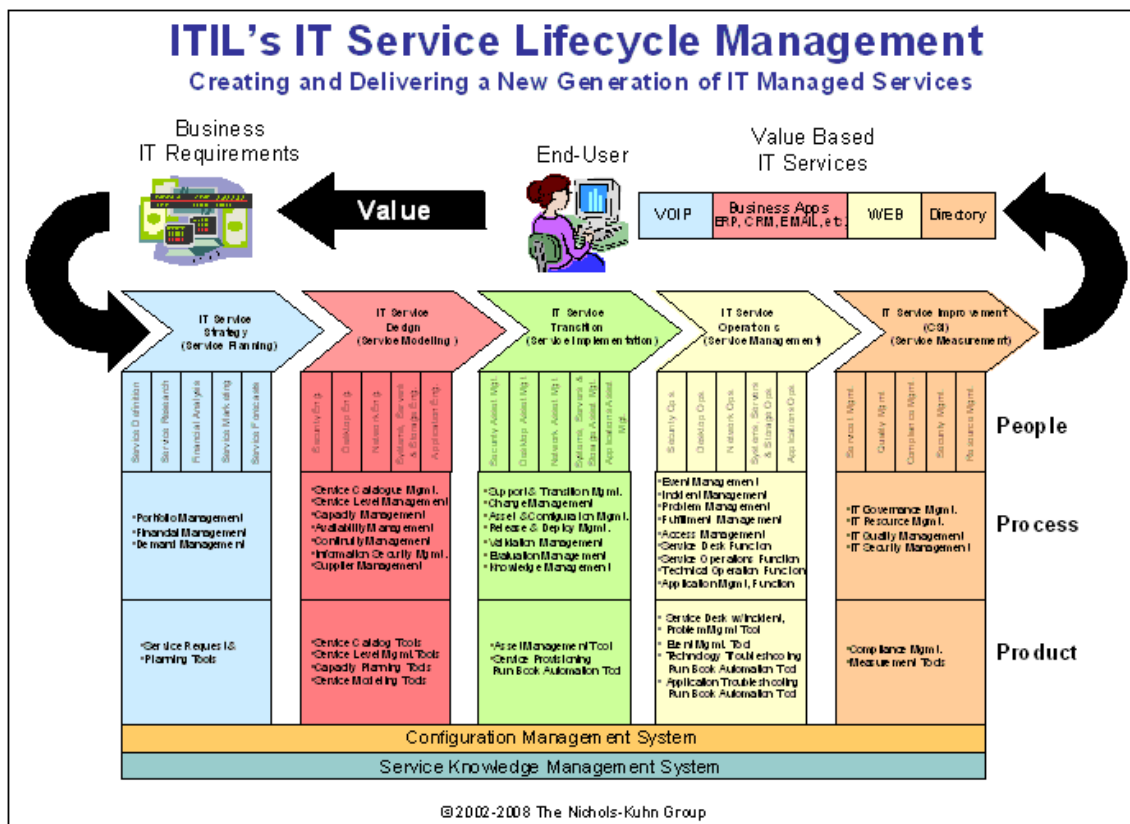 ITIL's IT Service Lifecycle Management
Creating and Delivering a New Generation of IT Managed Services
Business
IT Requirements
Value
End-User
Value Based
IT Services
VOIP
Business Apps
ERP, CRM, EMAIL, etc)
WEB
Directory
IT Service
Strategy
(Service Planning)
IT Service
Design
(Service Modeling)
IT Service
Transition
(Service Implementation)
IT Service
Operations
(Service Management)
IT Service Improvement
(CSI)
(Service Measurement)
Service Definition
Service Research
Financial Analysis
Service Marketing
Service Forecasts
Security Eng.
Desktop Eng.
Network Eng.
Systems, Servers
& Storage Eng.
Application Eng.
Security Asset Mgt.
Desktop Asset Mgt.
Network Asset Mgt.
Systems, Servers &
Storage Asset Mgt.
Applications Assist.
Mgt.
Security Ops.
Desktop Ops.
Network Ops.
Systems, Servers
& Storage Ops.
Applications Ops.
Service Mgmt.
Quality Mgmt.
Compliance Mgmt.
Security Mgmt.
Resource Mgmt.
People
•Portfolio Management
•Financial Management
•Demand Management
•Service Catalogue Mgmt.
•Service Level Management
•Capacity Management
•Availability Management
•Continuity Management
•Information Security Mgmt.
•Supplier Management
•Support & Transition Mgmt.
•Change Management
•Asset & Configuration Mgmt.
•Release & Deploy Mgmt.
•Validation Management
•Evaluation Management
•Knowledge Management
•Event Management
•Incident Management
•Problem Management
•Fulfillment Management
•Access Management
•Service Desk Function
•Service Operations Function
•Technical Operation Function
•Application Mgmt, Function
•IT Governance Mgmt.
•IT Resource Mgmt.
•IT Quality Management
•IT Security Management
Process
•Service Request &
•Planning Tools
•Service Catalog Tools
•Service Level Mgmt. Tools
•Capacity Planning Tools
•Service Modeling Tools
•Asset Management Tool
•Service Provisioning
Run Book Automation Tool
• Service Desk w/Incident,
• Problem Mgmt Tool
• Event Mgmt. Tool
• Technology Troubleshooting
Run Book Automation Tool
• Application Troubleshooting
Run Book Automation Tool
•Compliance Mgmt.
•Measurement Tools
Product
Configuration Management System
Service Knowledge Management System
©2002-2008 The Nichols-Kuhn Group